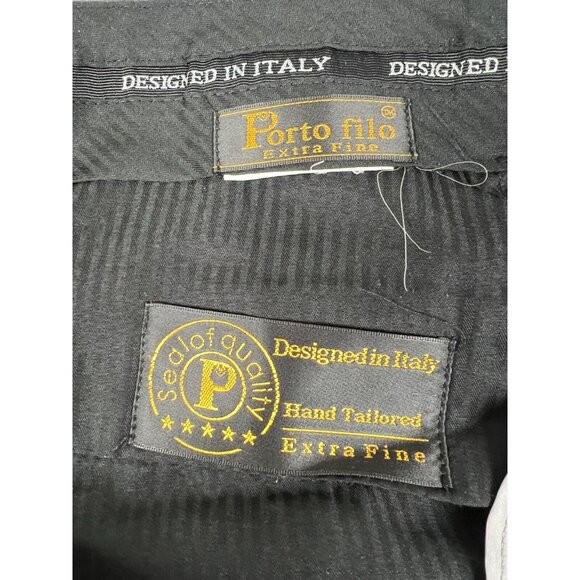 DESIGNED IN ITALY DESIGNED
Porto filo
Extra Fine
Seal of quality
P
Designed in Italy
Hand Tailored
Extra Fine